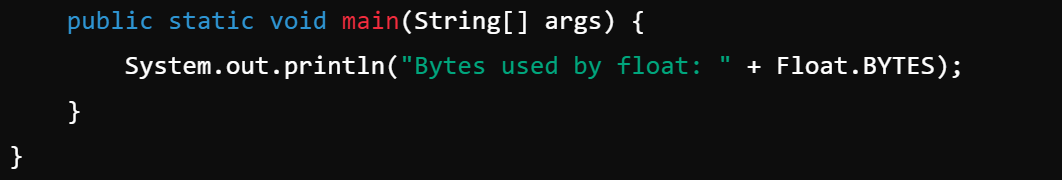 public static void main(String[] args) {
System.out.println("Bytes used by float: " + Float.BYTES);
}
}